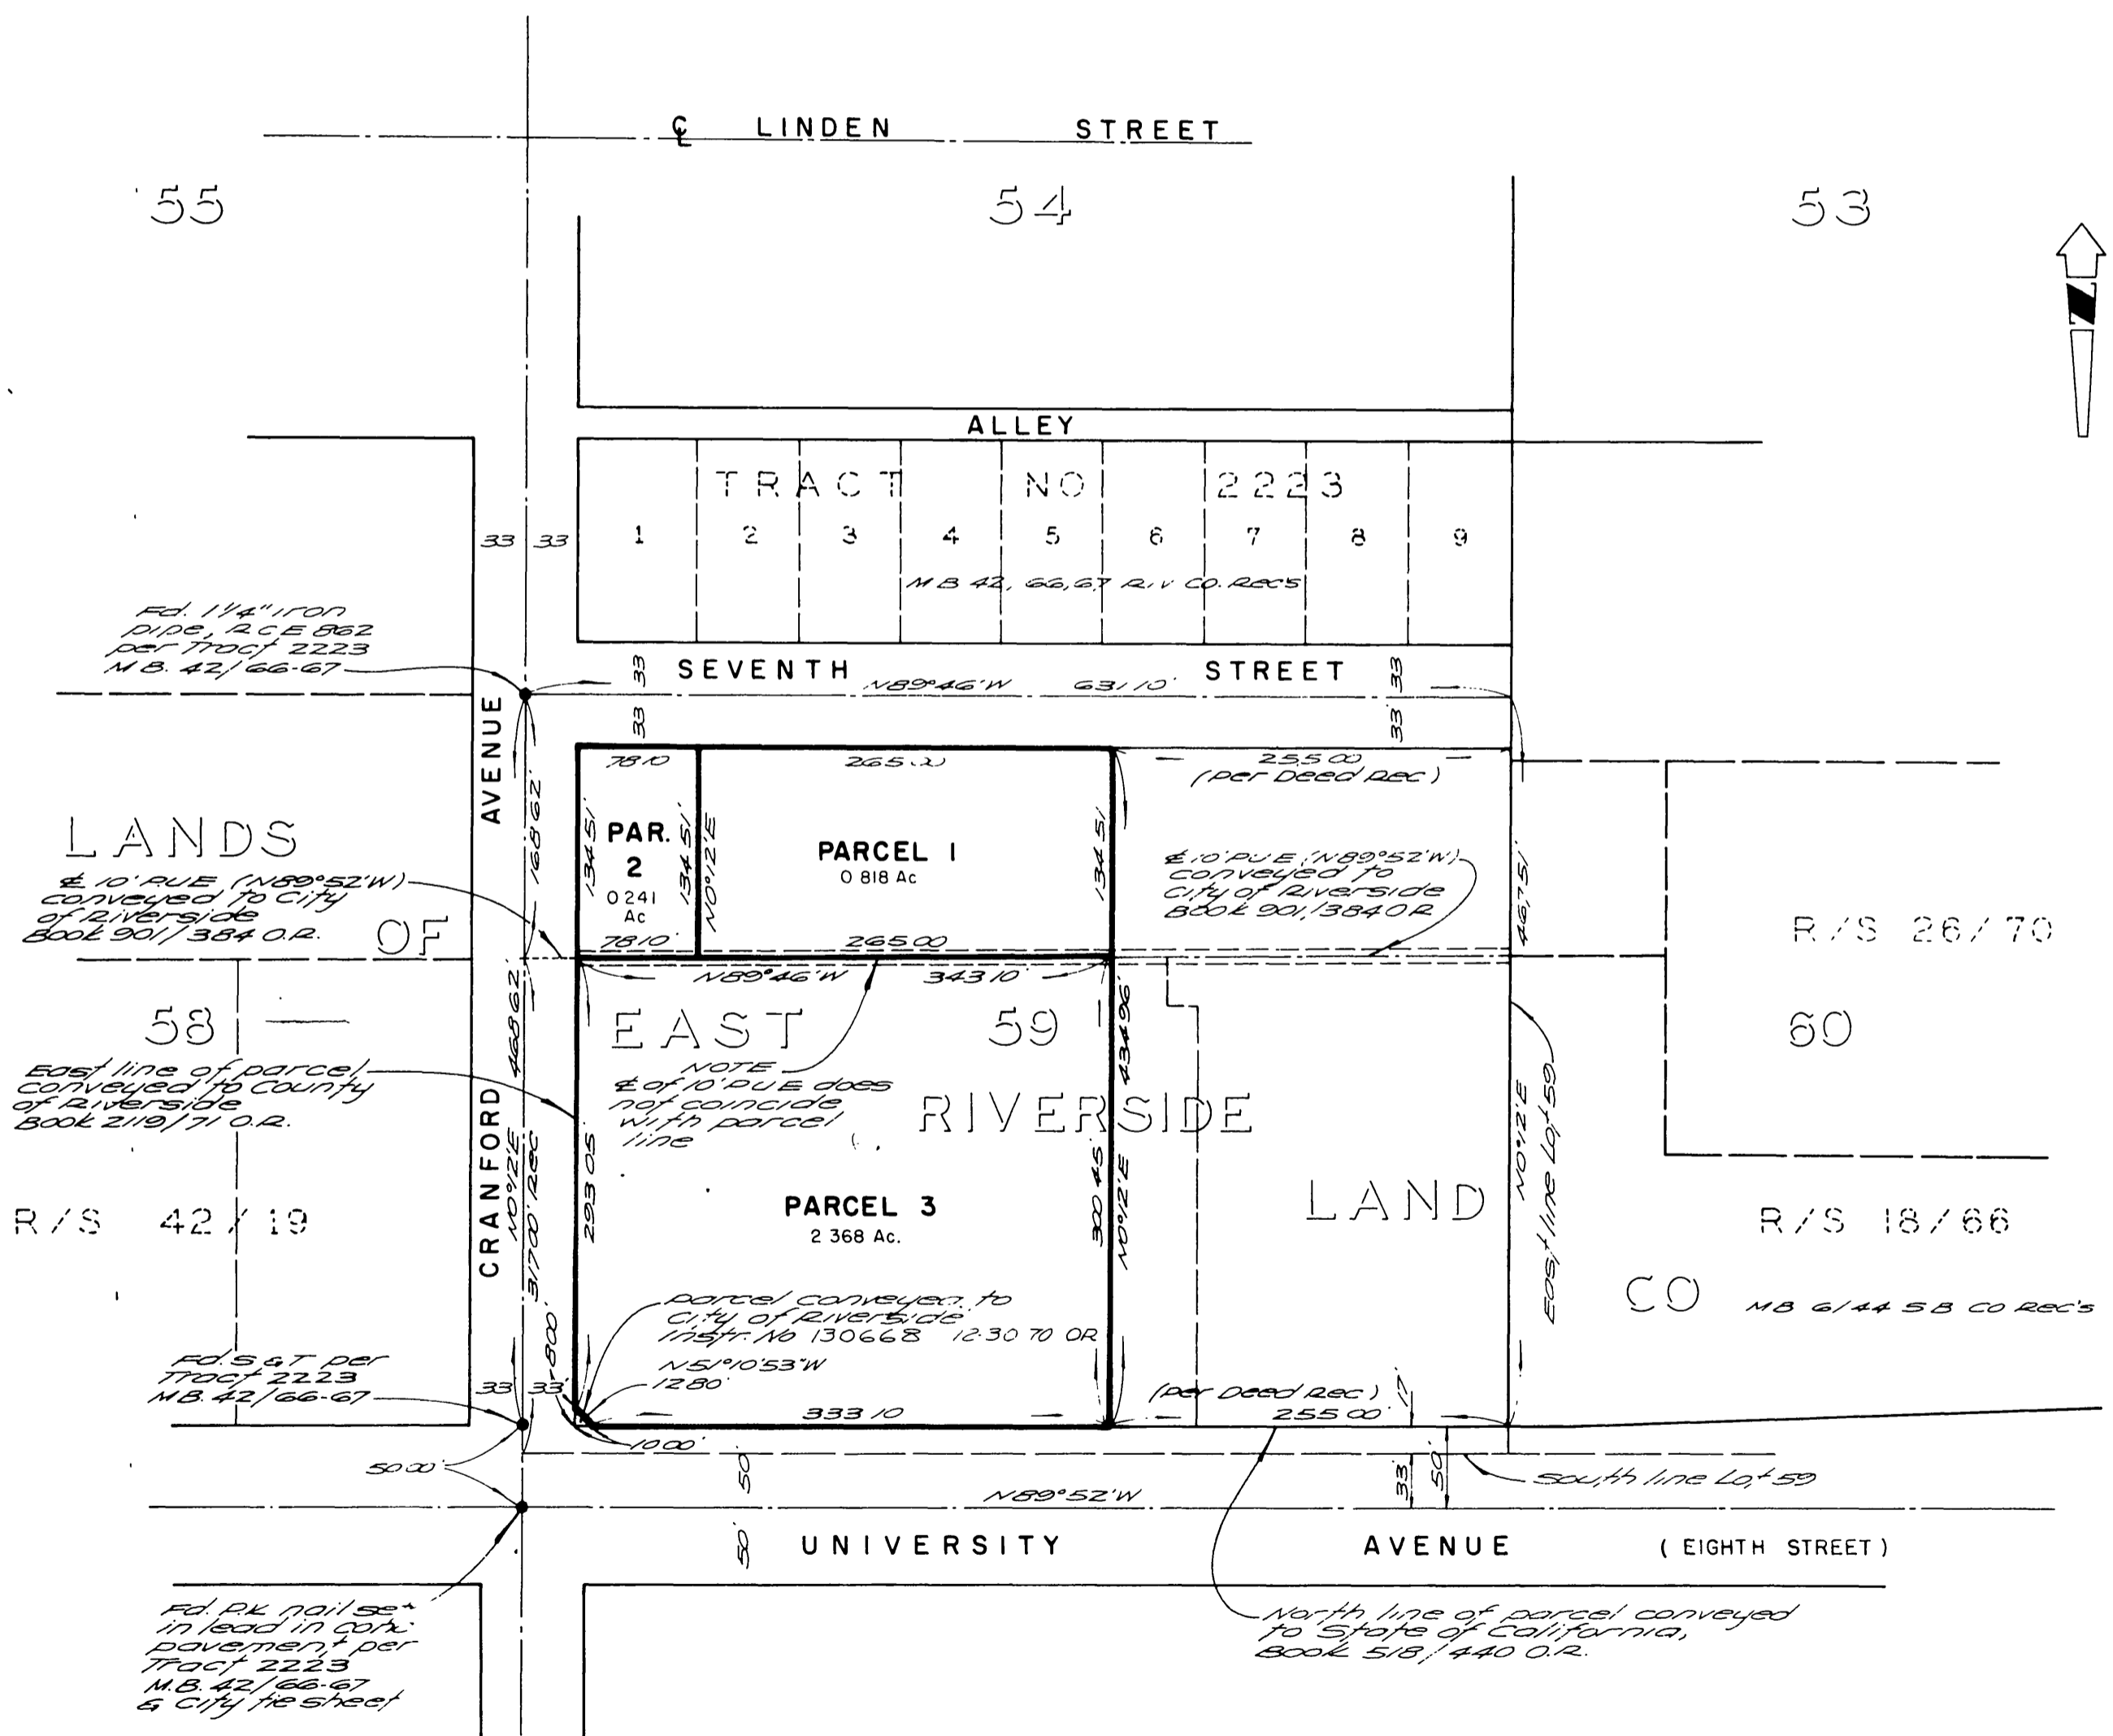 ℄ LINDEN STREET
55
54
53
ALLEY
TRACT NO 2223
33 33
1 2 3 4 5 6 7 8 9
MB 42, 66,67 RIV CO. REC'S
Fd. 1 1/4" iron
pipe, RCE 862
per Tract 2223
M.B. 42/66-67
33
SEVENTH STREET
33
N89°46'W 631.10'
33
33'
AVENUE
168.62'
78.10
265.00
255.00
(per Deed Rec)
134.51'
PAR.
2
0.241
Ac
134.51'
N0°12'E
PARCEL 1
0.818 Ac
134.51
LANDS
℄ 10' PUE (N89°52'W)
conveyed to City
of Riverside
Book 901/384 O.R.
OF
℄ 10' PUE (N89°52'W)
conveyed to
City of Riverside
Book 901/384 O.R.
467.51'
R/S 26/70
78.10'
265.00
N89°46'W 343.10'
468.62'
434.96'
58
EAST
59
60
NOTE
℄ of 10' PUE does
not coincide
with parcel
line
East line of parcel
conveyed to County
of Riverside
Book 2119/71 O.R.
RIVERSIDE
CRANFORD
N0°12'E
317.00' Rec
293.05'
300.45'
N0°12'E
N0°12'E
East line Lot 59
R/S 42/19
PARCEL 3
2.368 Ac.
LAND
R/S 18/66
CO
MB 6/44 SB CO REC'S
parcel conveyed to
City of Riverside
Instr. No 130668 12-30-70 OR
N51°10'53"W
12.80'
8.00'
Fd. S & T per
Tract 2223
M.B. 42/66-67
33 33'
333.10
(per Deed Rec)
255.00'
17'
10.00'
50.00'
50'
33'
50'
South line Lot 59
N89°52'W
50'
UNIVERSITY AVENUE (EIGHTH STREET)
Fd. P.K. nail set
in lead in conc.
pavement per
Tract 2223
M.B. 42/66-67
& City tie sheet
North line of parcel conveyed
to State of California,
Book 518/440 O.R.